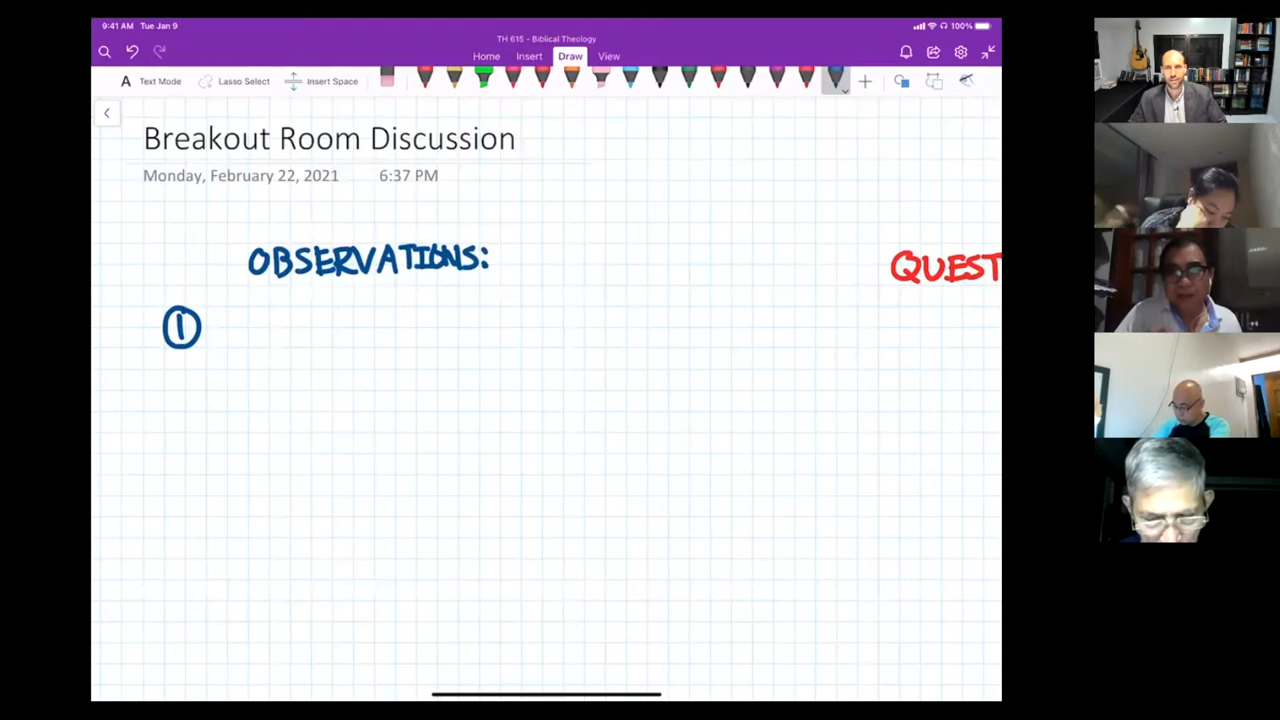 9:41 AM Tue Jan 9
100%
TH 615 - Biblical Theology
Home Insert Draw View
A Text Mode Lasso Select Insert Space
Breakout Room Discussion
Monday, February 22, 2021 6:37 PM
OBSERVATIONS:
QUEST
1